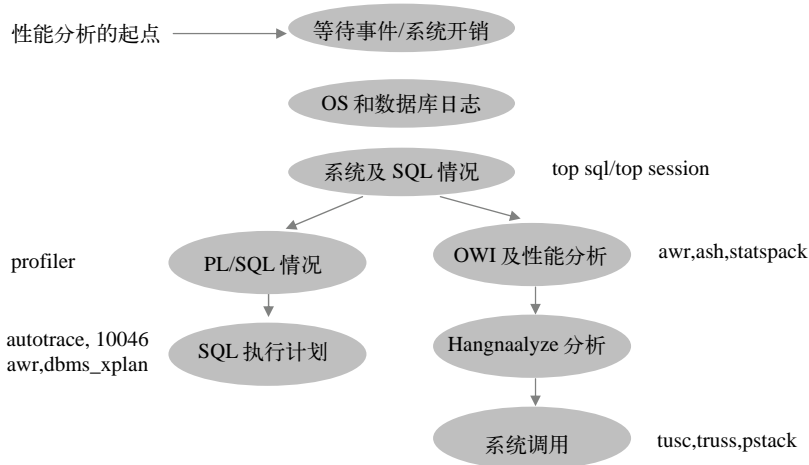 性能分析的起点
等待事件/系统开销
OS 和数据库日志
系统及 SQL 情况
top sql/top session
profiler
PL/SQL 情况
OWI 及性能分析
awr,ash,statspack
autotrace, 10046
awr,dbms_xplan
SQL 执行计划
Hangnaalyze 分析
系统调用
tusc,truss,pstack